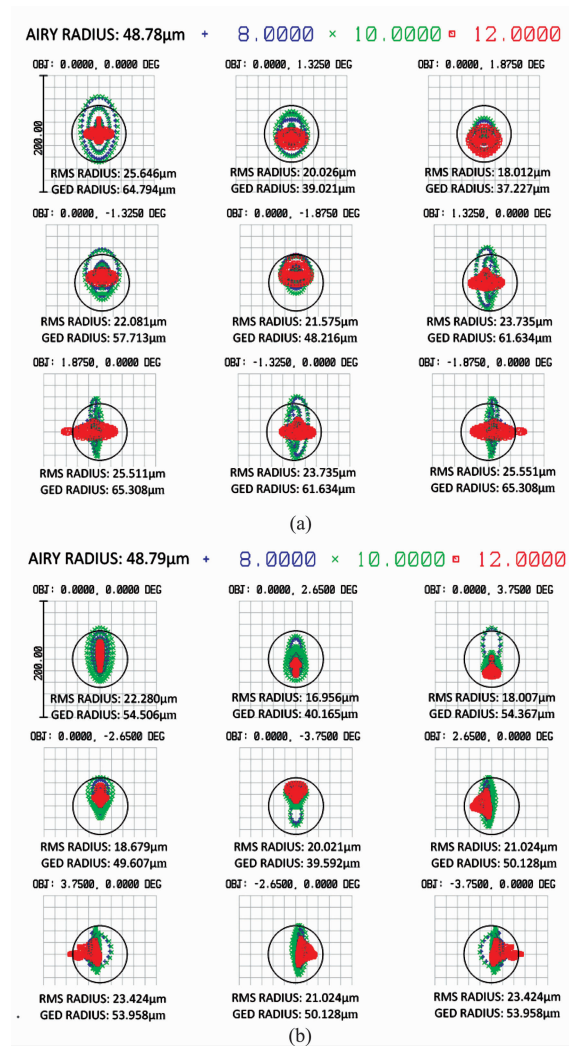 AIRY RADIUS: 48.78µm + 8.0000 × 10.0000 ¤ 12.0000
OBJ: 0.0000, 0.0000 DEG OBJ: 0.0000, 1.3250 DEG OBJ: 0.0000, 1.8750 DEG
200.00
RMS RADIUS: 25.646µm RMS RADIUS: 20.026µm RMS RADIUS: 18.012µm
GED RADIUS: 64.794µm GED RADIUS: 39.021µm GED RADIUS: 37.227µm
OBJ: 0.0000, -1.3250 DEG OBJ: 0.0000, -1.8750 DEG OBJ: 1.3250, 0.0000 DEG
RMS RADIUS: 22.081µm RMS RADIUS: 21.575µm RMS RADIUS: 23.735µm
GED RADIUS: 57.713µm GED RADIUS: 48.216µm GED RADIUS: 61.634µm
OBJ: 1.8750, 0.0000 DEG OBJ: -1.3250, 0.0000 DEG OBJ: -1.8750, 0.0000 DEG
RMS RADIUS: 25.511µm RMS RADIUS: 23.735µm RMS RADIUS: 25.551µm
GED RADIUS: 65.308µm GED RADIUS: 61.634µm GED RADIUS: 65.308µm
(a)
AIRY RADIUS: 48.79µm + 8.0000 × 10.0000 ¤ 12.0000
OBJ: 0.0000, 0.0000 DEG OBJ: 0.0000, 2.6500 DEG OBJ: 0.0000, 3.7500 DEG
200.00
RMS RADIUS: 22.280µm RMS RADIUS: 16.956µm RMS RADIUS: 18.007µm
GED RADIUS: 54.506µm GED RADIUS: 40.165µm GED RADIUS: 54.367µm
OBJ: 0.0000, -2.6500 DEG OBJ: 0.0000, -3.7500 DEG OBJ: 2.6500, 0.0000 DEG
RMS RADIUS: 18.679µm RMS RADIUS: 20.021µm RMS RADIUS: 21.024µm
GED RADIUS: 49.607µm GED RADIUS: 39.592µm GED RADIUS: 50.128µm
OBJ: 3.7500, 0.0000 DEG OBJ: -2.6500, 0.0000 DEG OBJ: -3.7500, 0.0000 DEG
RMS RADIUS: 23.424µm RMS RADIUS: 21.024µm RMS RADIUS: 23.424µm
GED RADIUS: 53.958µm GED RADIUS: 50.128µm GED RADIUS: 53.958µm
(b)